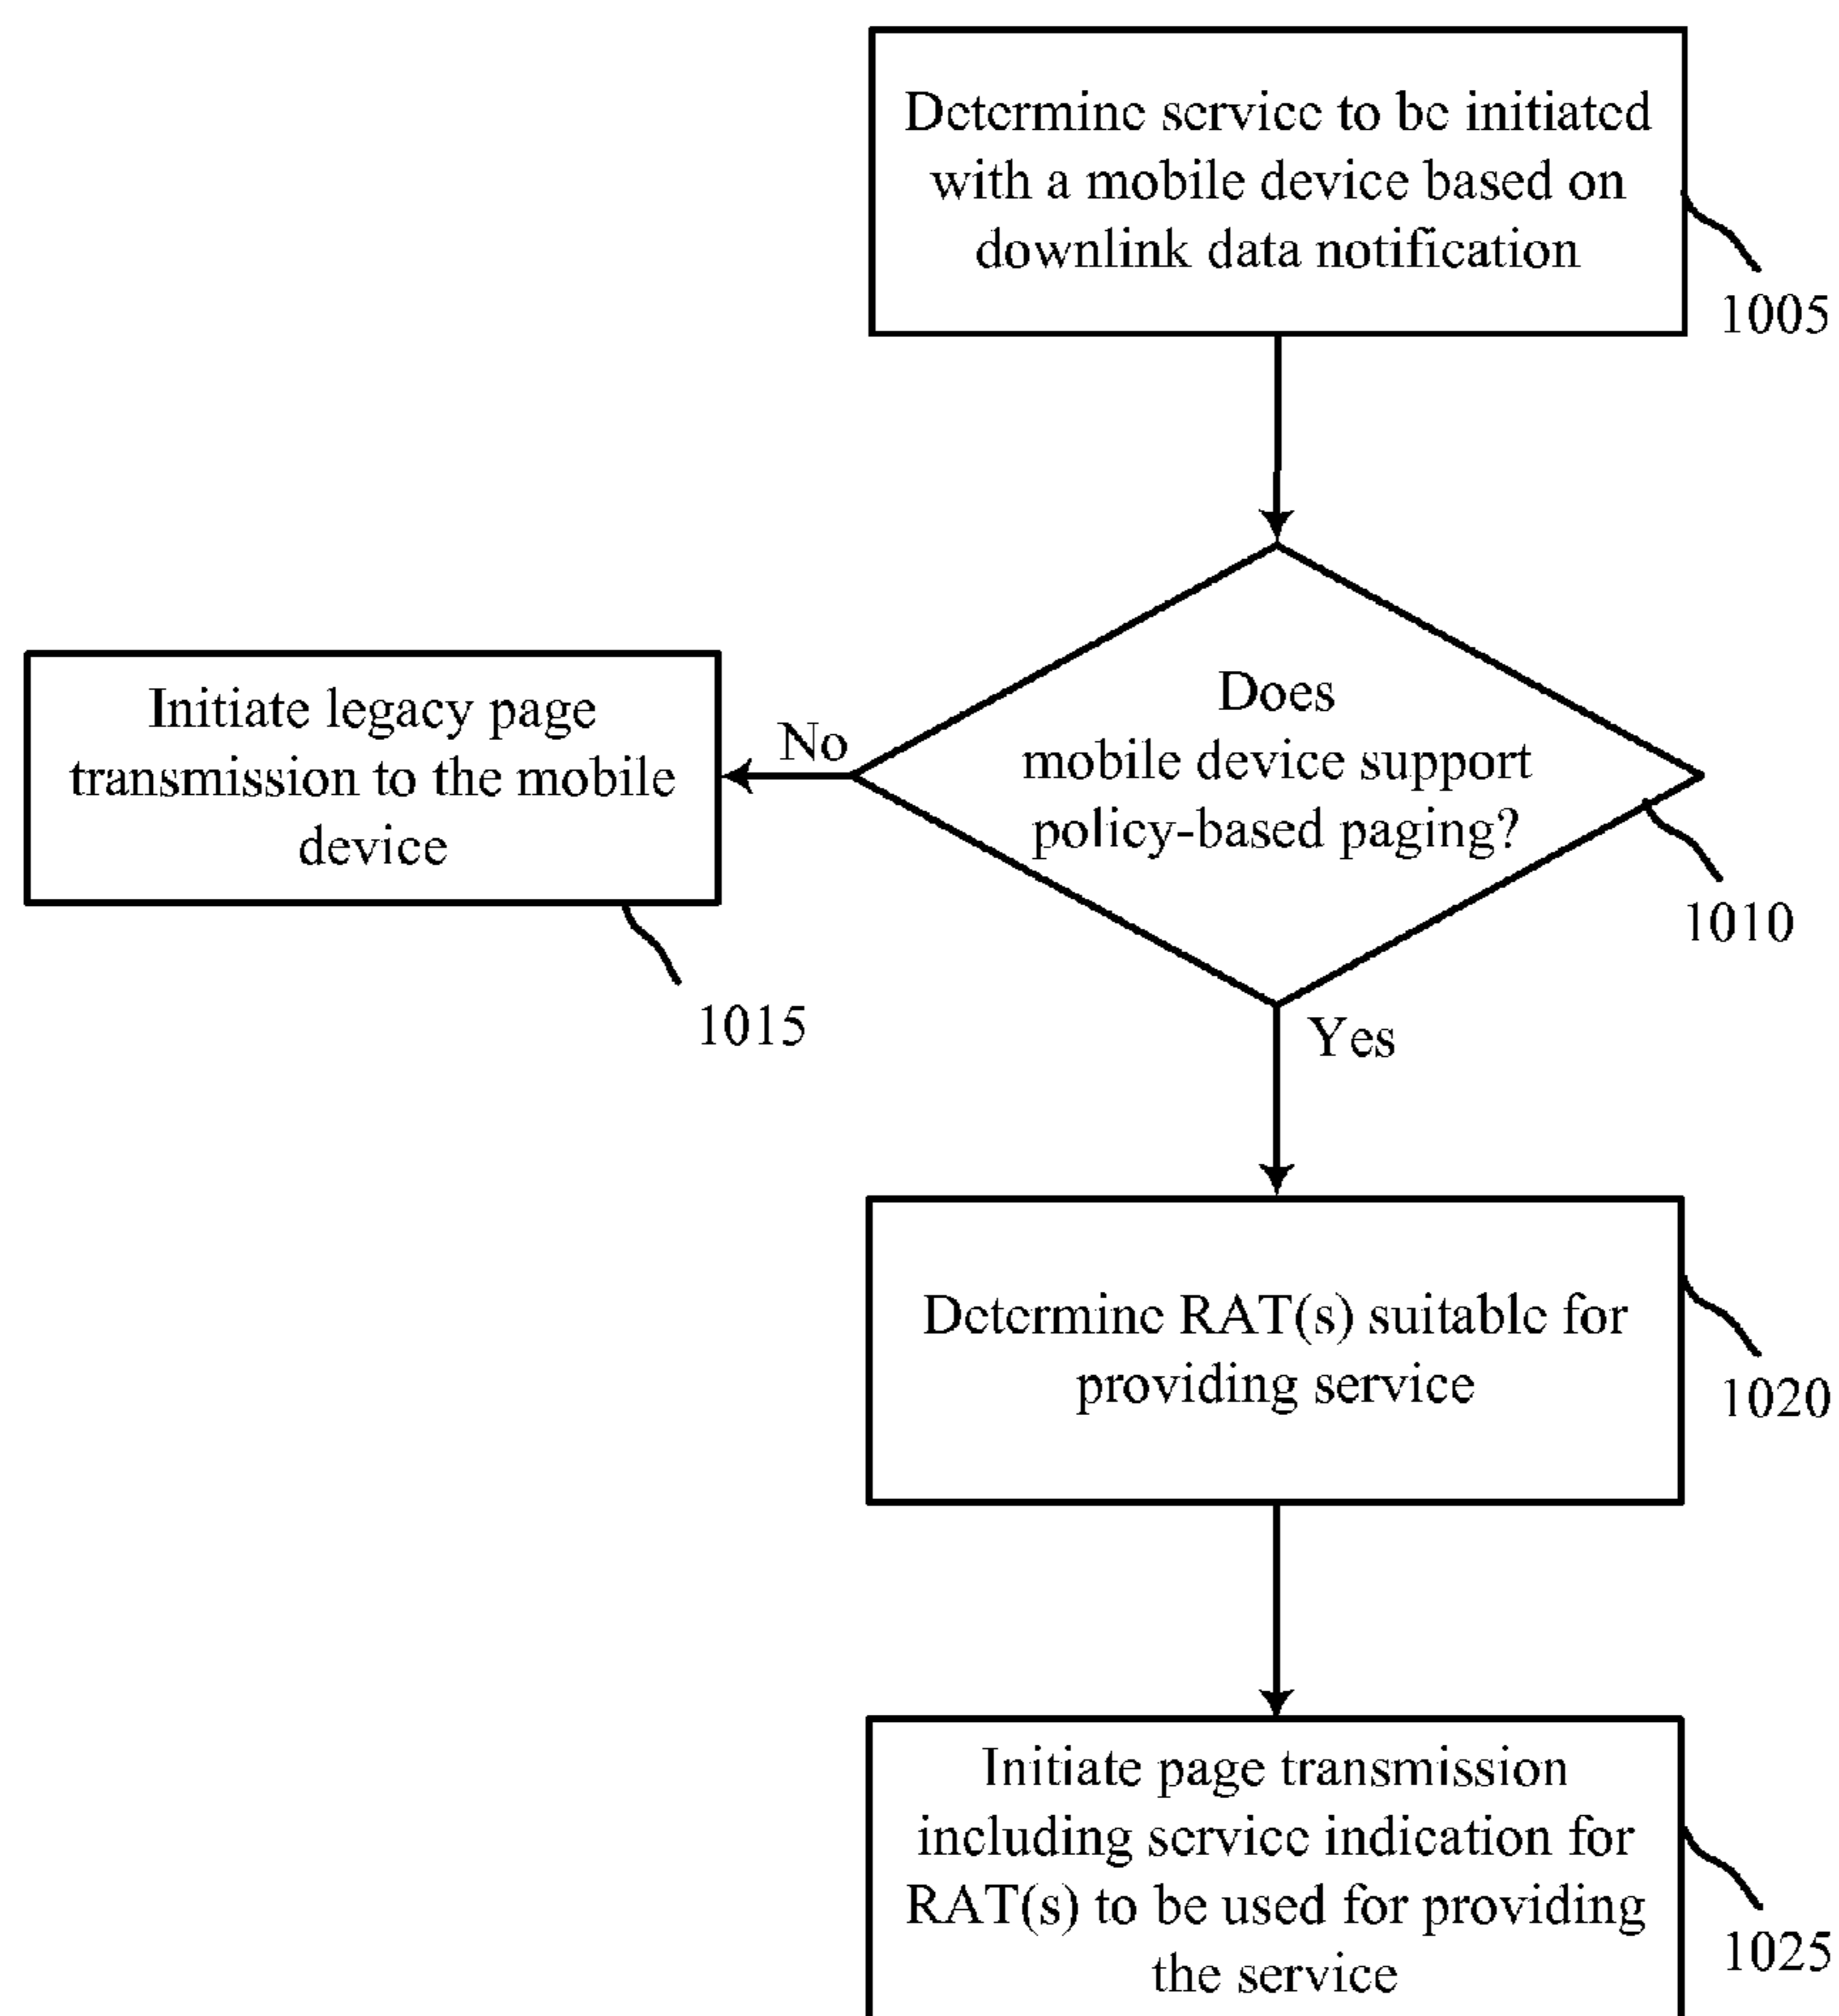 Determine service to be initiated
with a mobile device based on
downlink data notification
1005
Does
mobile device support
policy-based paging?
1010
No
Initiate legacy page
transmission to the mobile
device
1015
Yes
Determine RAT(s) suitable for
providing service
1020
Initiate page transmission
including service indication for
RAT(s) to be used for providing
the service
1025